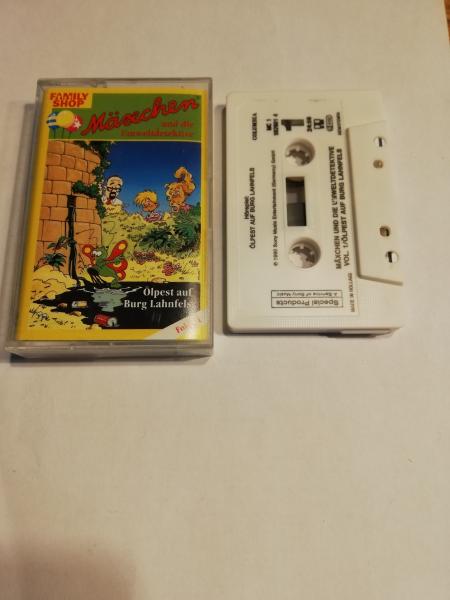 FAMILY
SHOP
Mäxchen
und die
Umweltdetektive
Ölpest auf
Burg Lahnfels
COLUMBIA
MC 1
1
Hörspiel:
ÖLPEST AUF BURG LAHNFELS
Sony Music Entertainment (Germany) GmbH
MÄXCHEN UND DIE UMWELTDETEKTIVE
VOL. 1/ÖLPEST AUF BURG LAHNFELS
Special Products
A Service of Sony Music
MADE IN HOLLAND